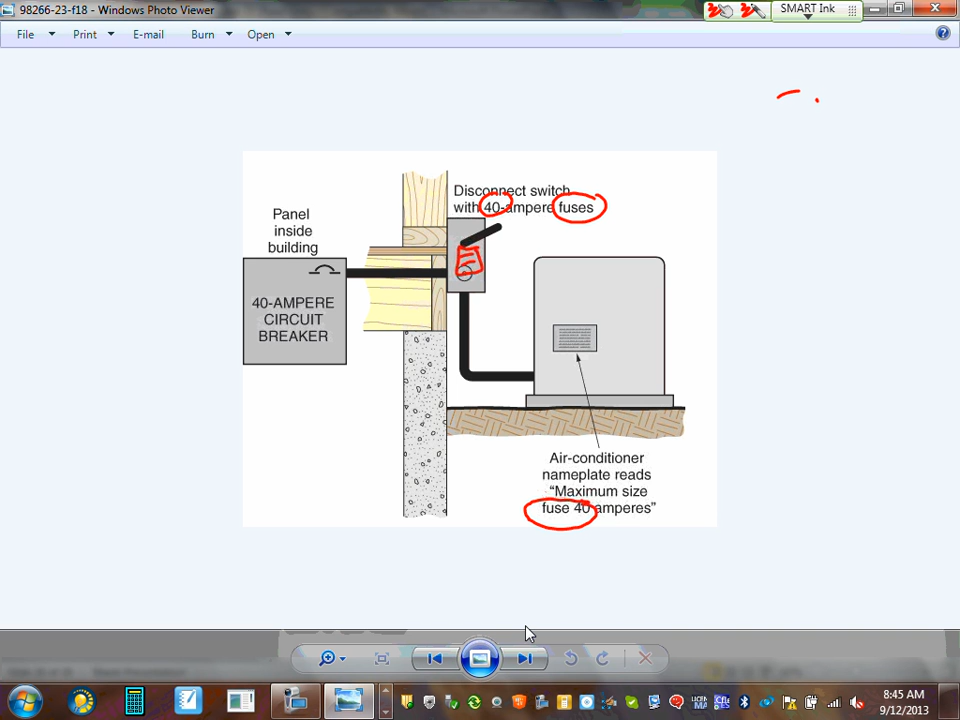 98266-23-f18 - Windows Photo Viewer
SMART Ink
File Print E-mail Burn Open
Disconnect switch
with 40-ampere fuses
Panel
inside
building
40-AMPERE
CIRCUIT
BREAKER
Air-conditioner
nameplate reads
“Maximum size
fuse 40 amperes”
8:45 AM
9/12/2013